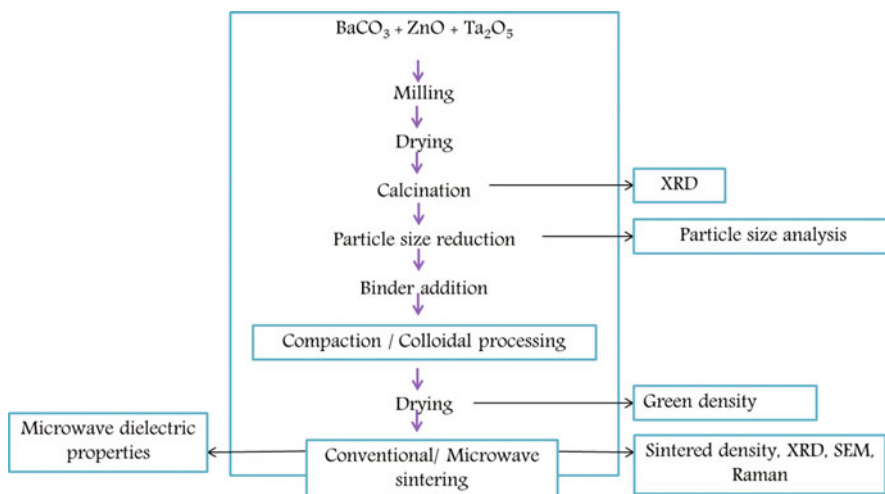 BaCO₃ + ZnO + Ta₂O₅
Milling
Drying
Calcination
XRD
Particle size reduction
Particle size analysis
Binder addition
Compaction / Colloidal processing
Drying
Green density
Microwave dielectric
properties
Conventional/ Microwave
sintering
Sintered density, XRD, SEM,
Raman